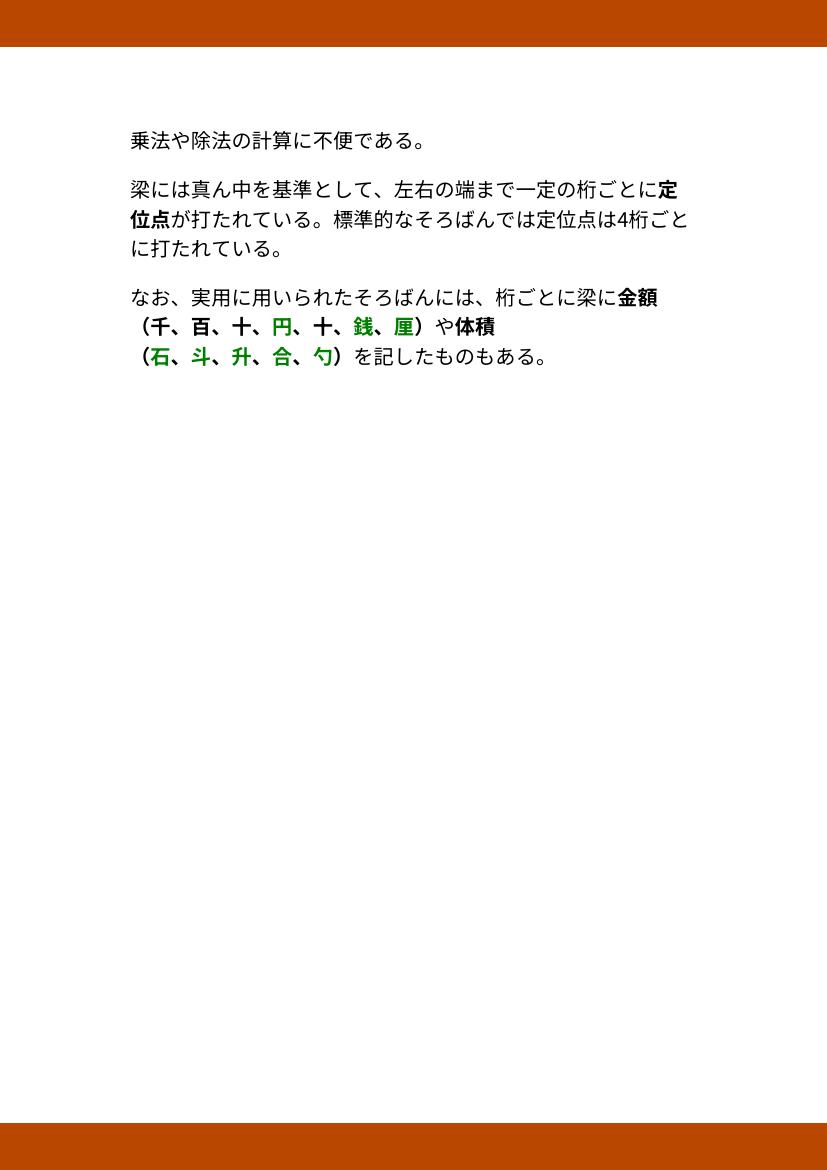 乗法や除法の計算に不便である。
梁には真ん中を基準として、左右の端まで一定の桁ごとに定
位点が打たれている。標準的なそろばんでは定位点は4桁ごと
に打たれている。
なお、実用に用いられたそろばんには、桁ごとに梁に金額
（千、百、十、円、十、銭、厘）や体積
（石、斗、升、合、勺）を記したものもある。